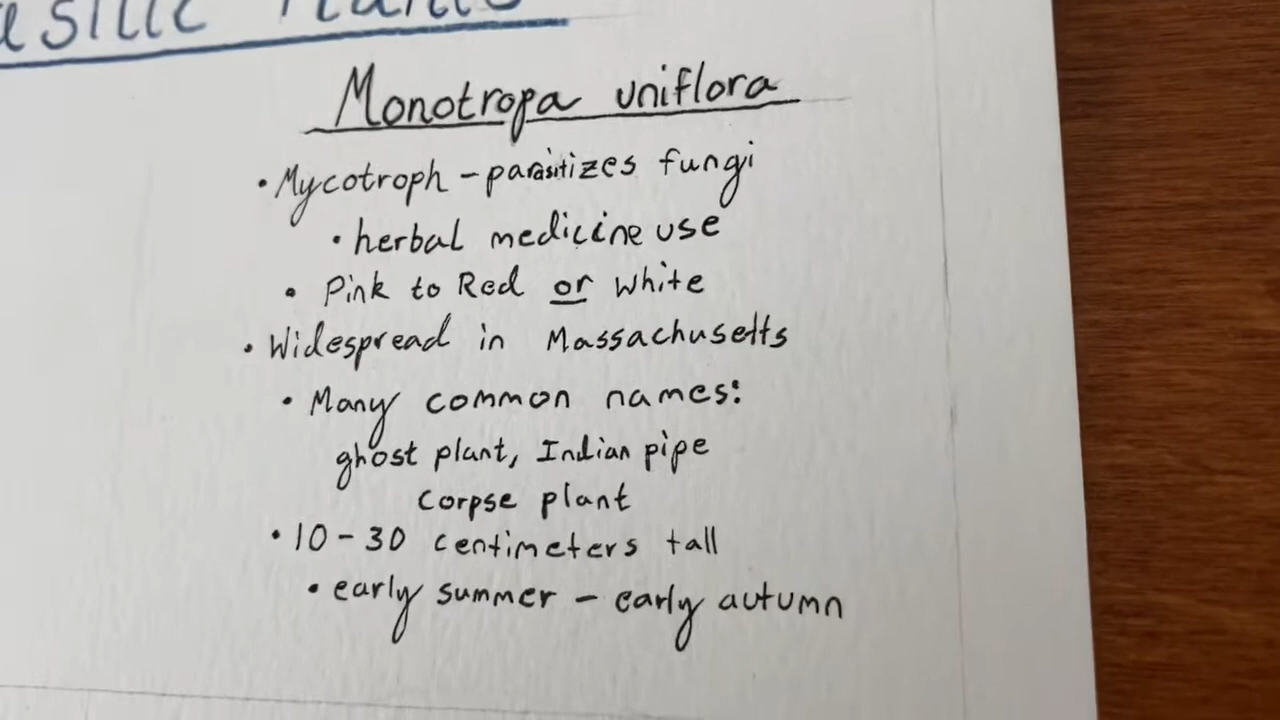 Monotropa uniflora
• Mycotroph - parasitizes fungi
• herbal medicine use
• Pink to Red or white
• Widespread in Massachusetts
• Many common names:
ghost plant, Indian pipe
corpse plant
• 10-30 centimeters tall
• early summer - early autumn